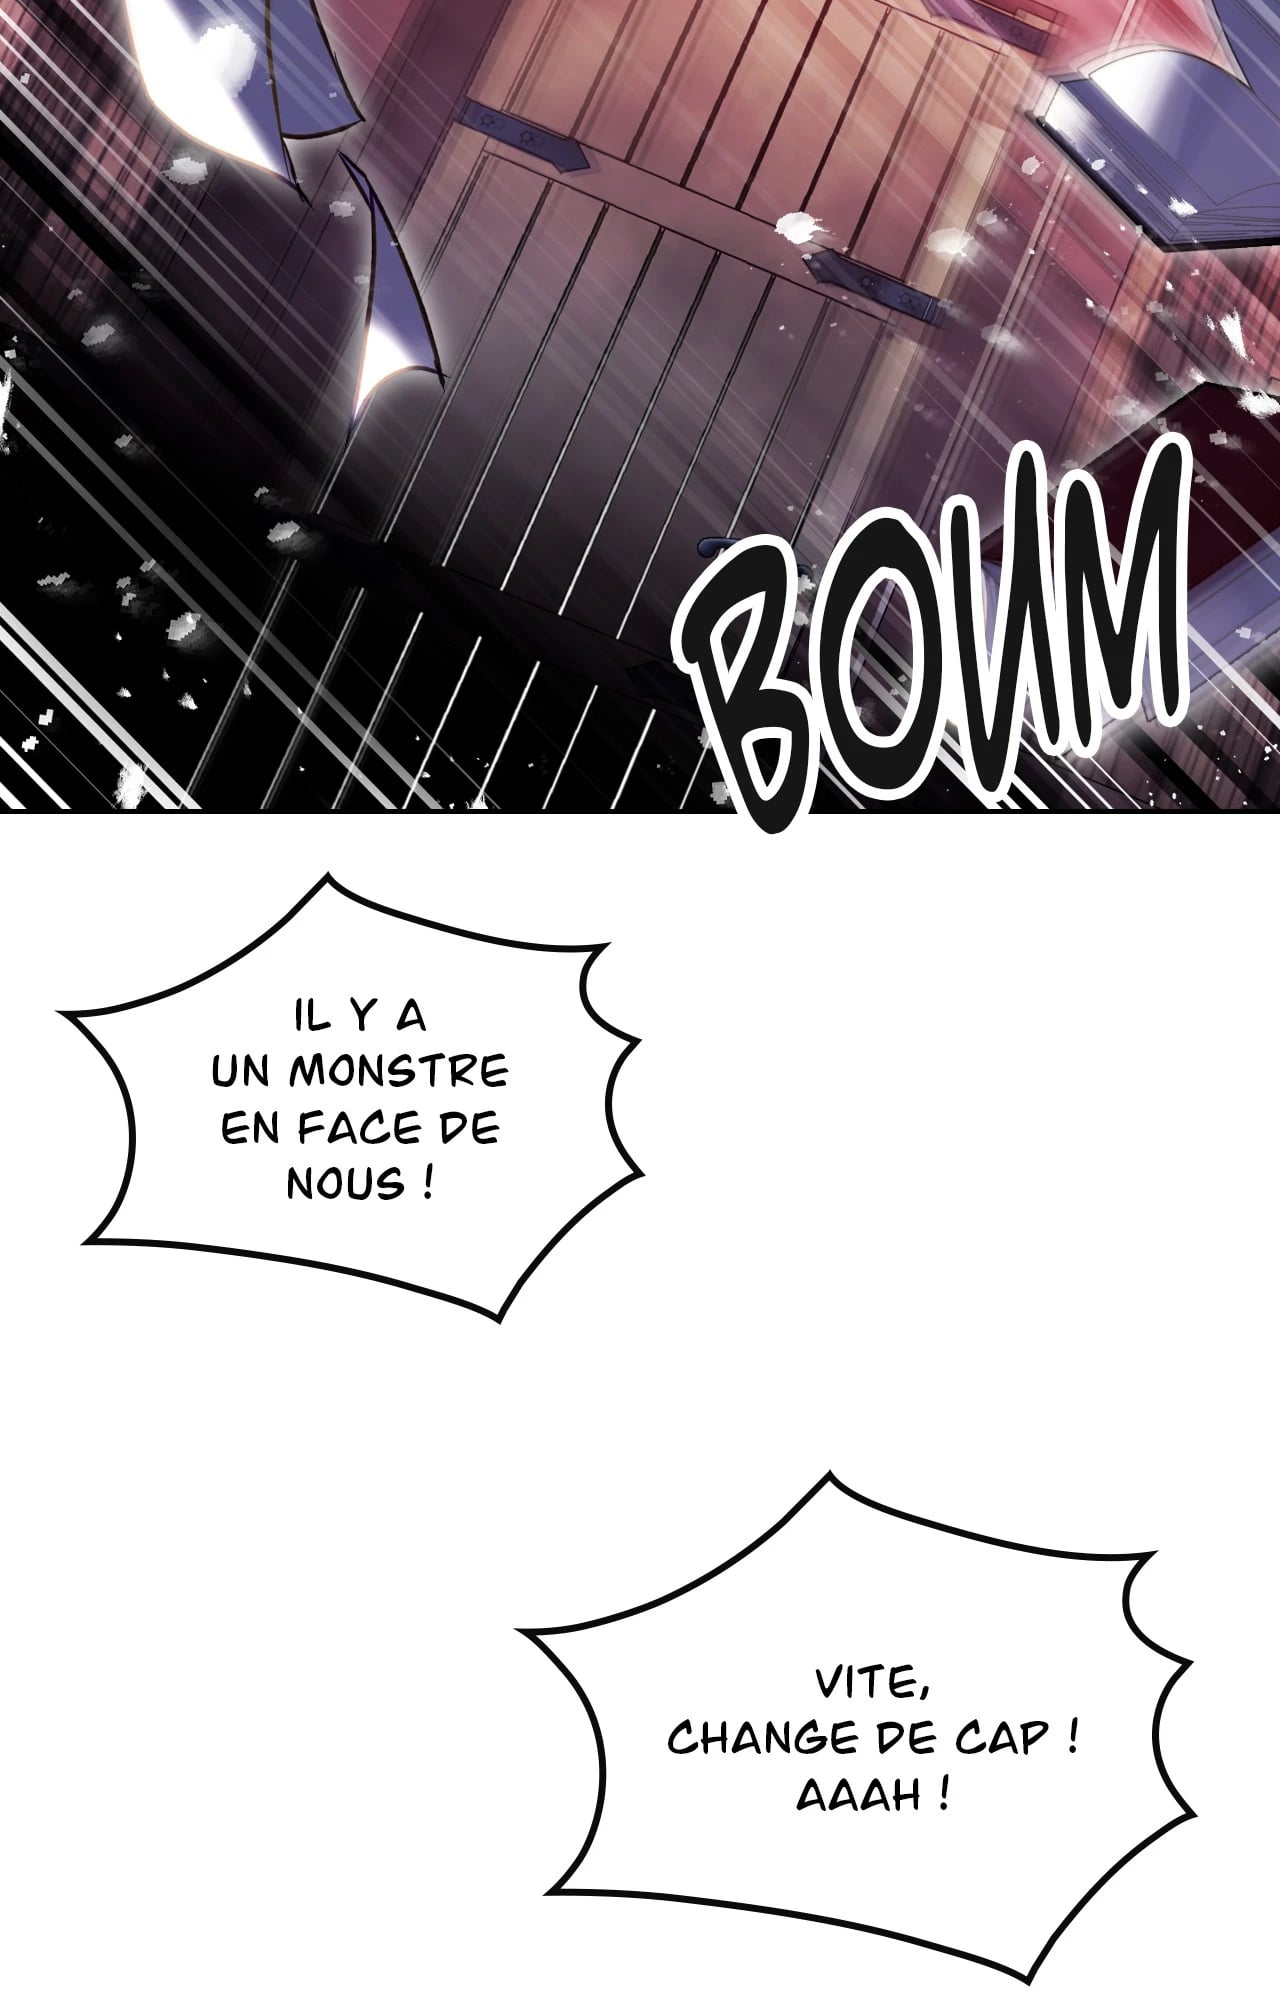 BOUM
IL Y A
UN MONSTRE
EN FACE DE
NOUS !
VITE,
CHANGE DE CAP !
AAAH !